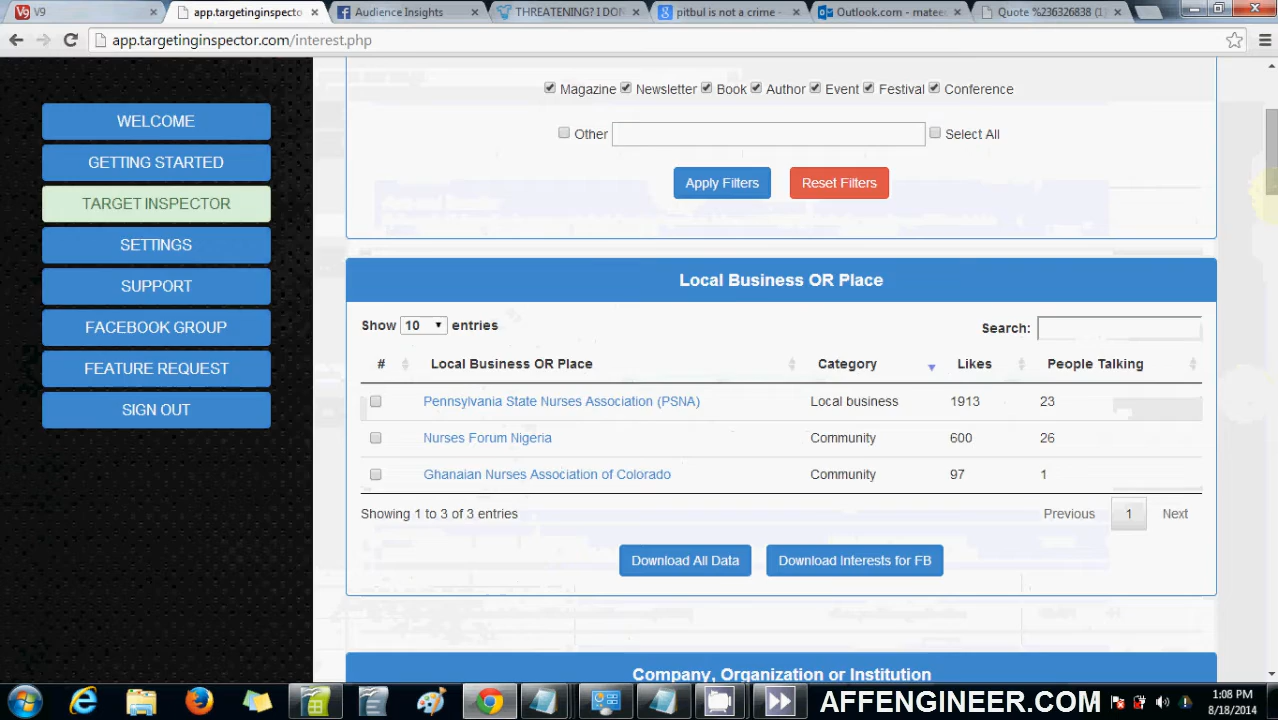 V9
app.targetinginspecto
Audience Insights
THREATENING? I DON
pitbul is not a crime -
Outlook.com - matee
Quote %236326838 (1
app.targetinginspector.com/interest.php
WELCOME
GETTING STARTED
TARGET INSPECTOR
SETTINGS
SUPPORT
FACEBOOK GROUP
FEATURE REQUEST
SIGN OUT
Magazine Newsletter Book Author Event Festival Conference
Other Select All
Apply Filters Reset Filters
Local Business OR Place
Show 10 entries Search:
# Local Business OR Place Category Likes People Talking
Pennsylvania State Nurses Association (PSNA) Local business 1913 23
Nurses Forum Nigeria Community 600 26
Ghanaian Nurses Association of Colorado Community 97 1
Showing 1 to 3 of 3 entries Previous 1 Next
Download All Data Download Interests for FB
Company, Organization or Institution
AFFENGINEER.COM
1:08 PM
8/18/2014